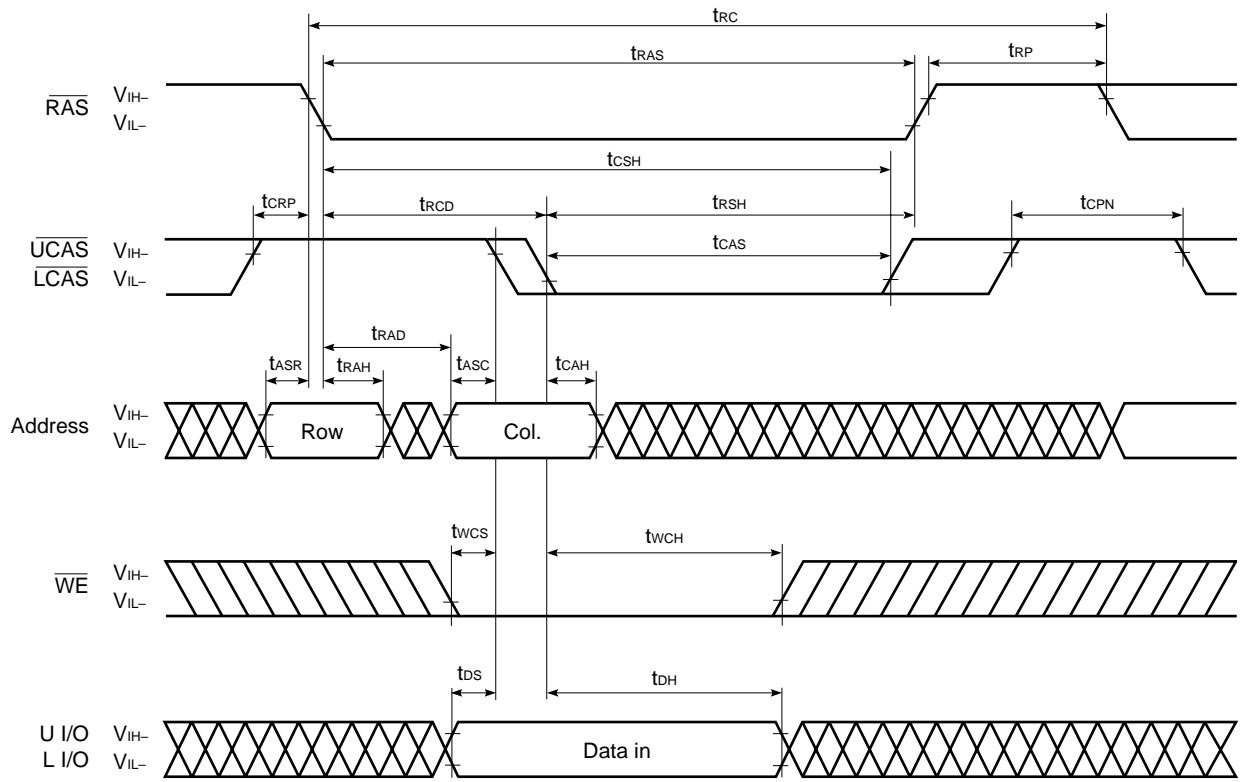 tRC
tRAS
tRP
RAS
VIH–
VIL–
tCSH
tCRP
tRCD
tRSH
tCPN
UCAS
VIH–
tCAS
LCAS
VIL–
tRAD
tASR
tRAH
tASC
tCAH
Address
VIH–
VIL–
Row
Col.
tWCS
tWCH
WE
VIH–
VIL–
tDS
tDH
U I/O
VIH–
L I/O
VIL–
Data in